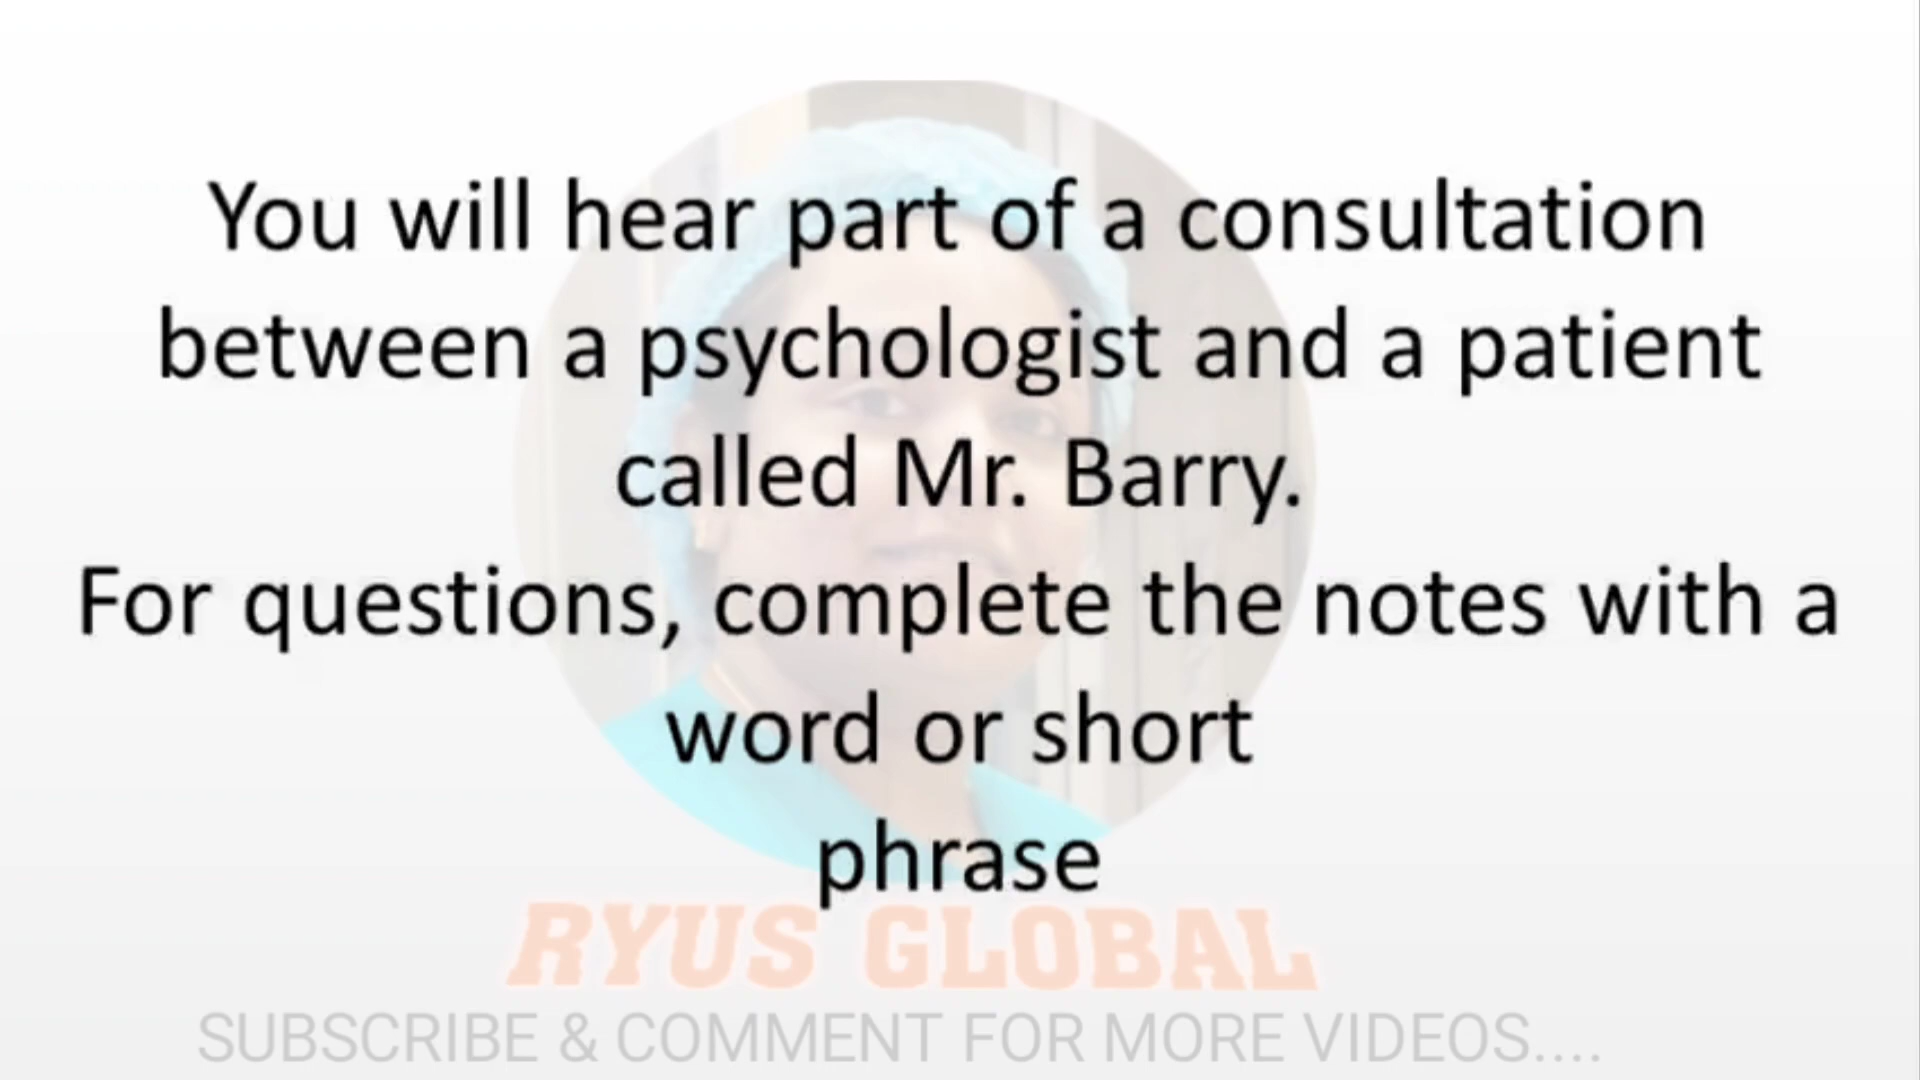 You will hear part of a consultation
between a psychologist and a patient
called Mr. Barry.
For questions, complete the notes with a
word or short
phrase
RYUS GLOBAL
SUBSCRIBE & COMMENT FOR MORE VIDEOS....